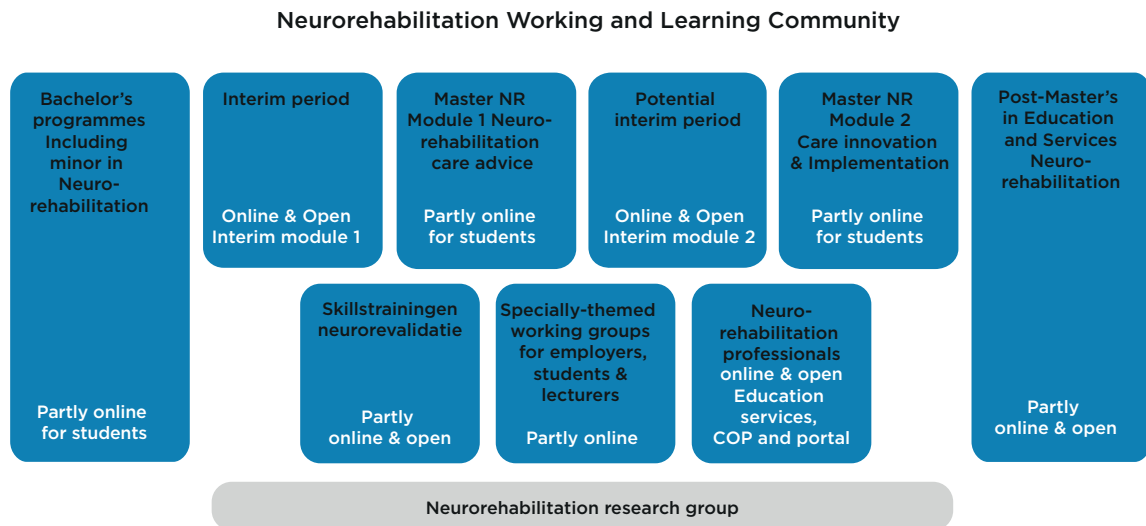 Neurorehabilitation Working and Learning Community
Bachelor's
programmes
Including
minor in
Neuro-
rehabilitation
Partly online
for students
Interim period
Online & Open
Interim module 1
Master NR
Module 1 Neuro-
rehabilitation
care advice
Partly online
for students
Potential
interim period
Online & Open
Interim module 2
Master NR
Module 2
Care innovation
& Implementation
Partly online
for students
Post-Master's
in Education
and Services
Neuro-
rehabilitation
Partly
online & open
Skillstrainingen
neurorevalidatie
Partly
online & open
Specially-themed
working groups
for employers,
students &
lecturers
Partly online
Neuro-
rehabilitation
professionals
online & open
Education
services,
COP and portal
Neurorehabilitation research group